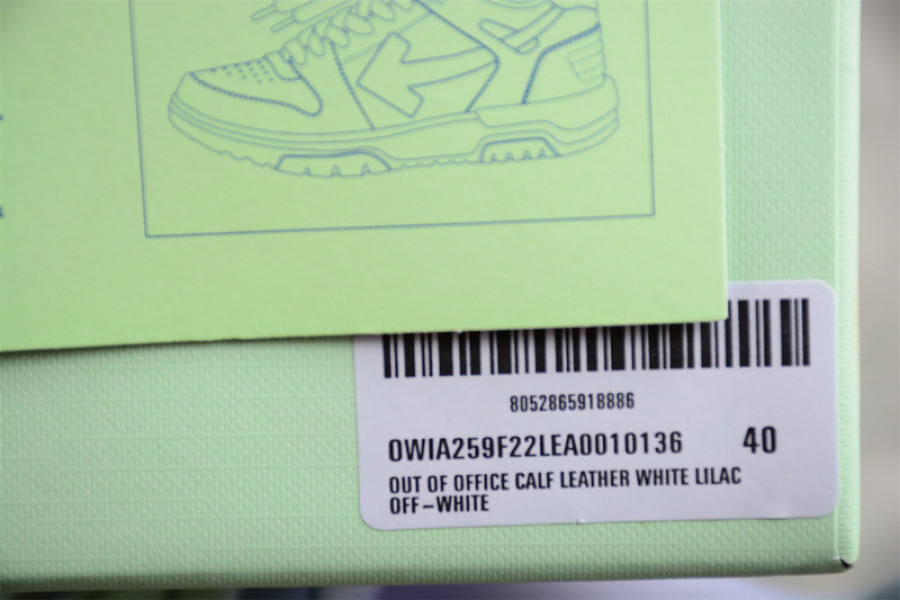 8052865918886
OWIA259F22LEA0010136 40
OUT OF OFFICE CALF LEATHER WHITE LILAC
OFF-WHITE